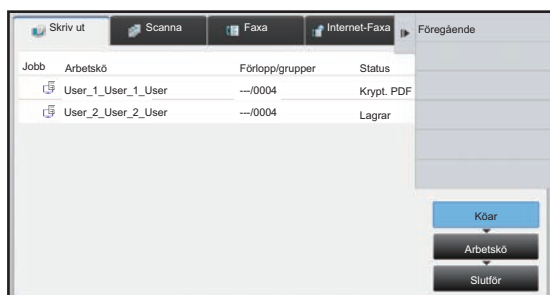 Skriv ut Scanna Faxa Internet-Faxa Föregående
Jobb Arbetskö Förlopp/grupper Status
User_1_User_1_User ---/0004 Krypt. PDF
User_2_User_2_User ---/0004 Lagrar
Köar
Arbetskö
Slutför